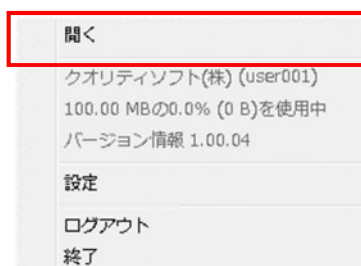 開く
クオリティソフト(株) (user001)
100.00 MBの0.0% (0 B)を使用中
バージョン情報 1.00.04
設定
ログアウト
終了